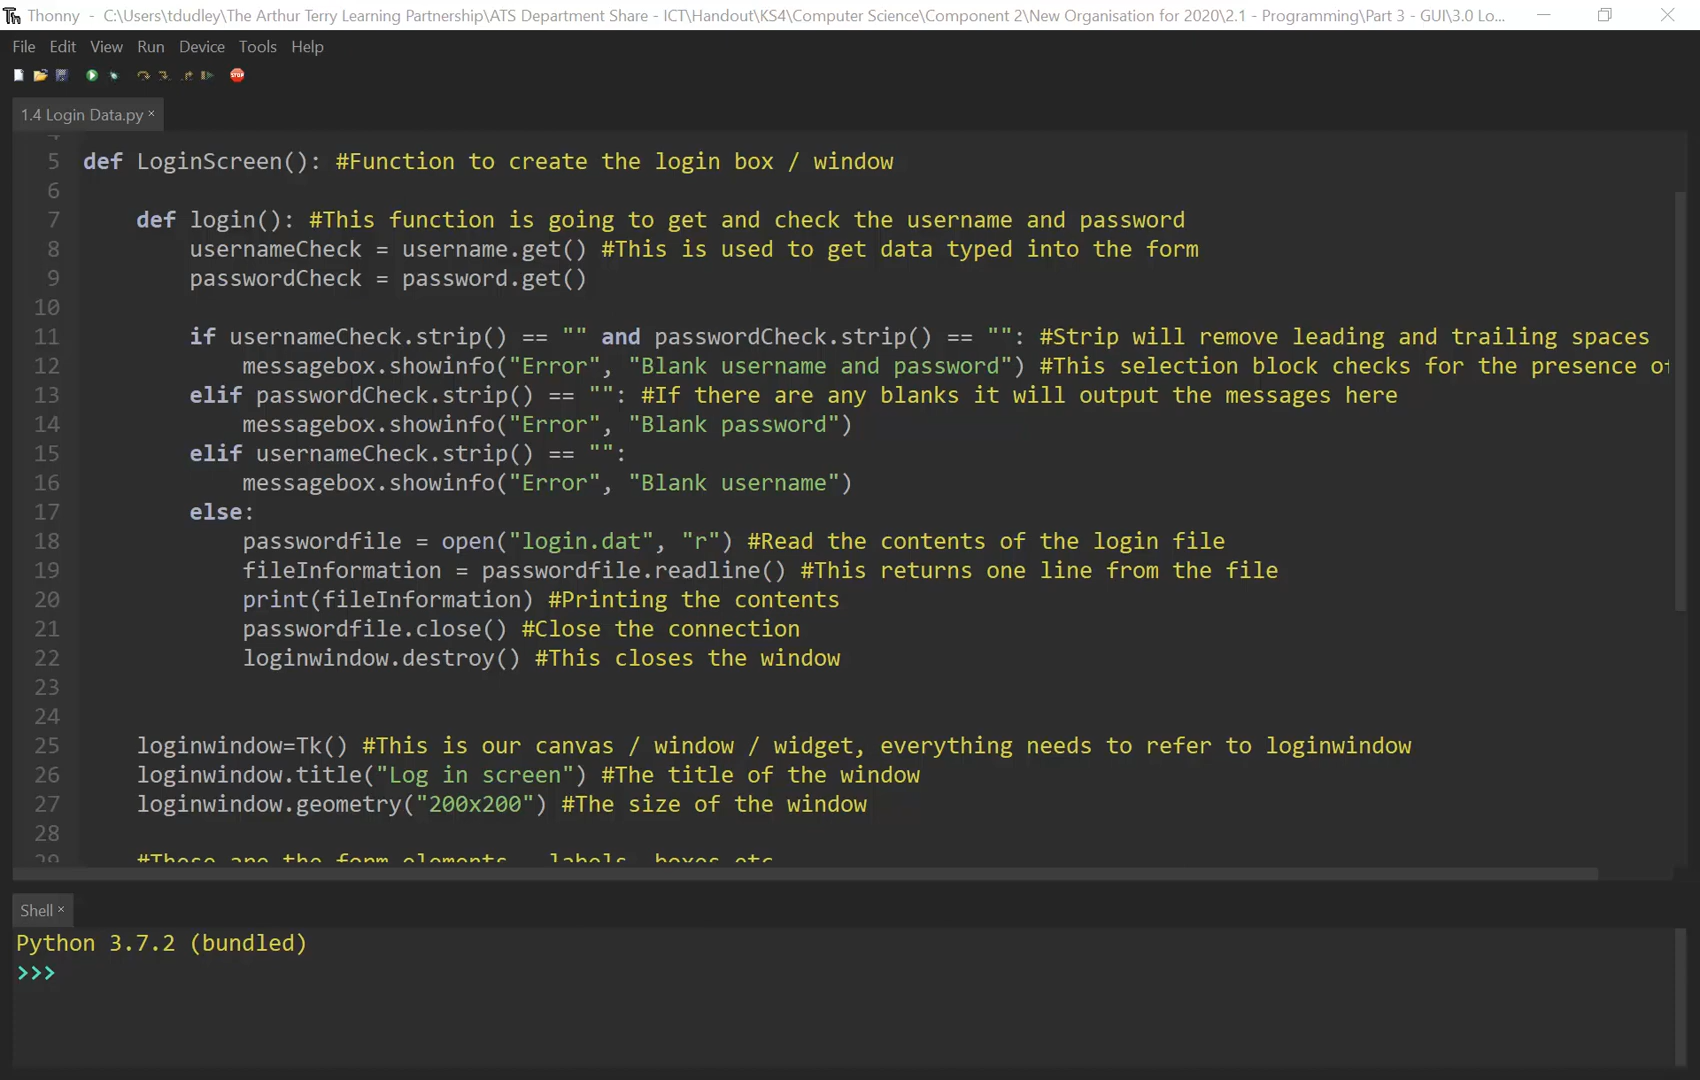 Thonny - C:\Users\tdudley\The Arthur Terry Learning Partnership\ATS Department Share - ICT\Handout\KS4\Computer Science\Component 2\New Organisation for 2020\2.1 - Programming\Part 3 - GUI\3.0 Lo...
File Edit View Run Device Tools Help
STOP
1.4 Login Data.py ×
4
5 def LoginScreen(): #Function to create the login box / window
6
7 def login(): #This function is going to get and check the username and password
8 usernameCheck = username.get() #This is used to get data typed into the form
9 passwordCheck = password.get()
10
11 if usernameCheck.strip() == "" and passwordCheck.strip() == "": #Strip will remove leading and trailing spaces
12 messagebox.showinfo("Error", "Blank username and password") #This selection block checks for the presence of
13 elif passwordCheck.strip() == "": #If there are any blanks it will output the messages here
14 messagebox.showinfo("Error", "Blank password")
15 elif usernameCheck.strip() == "":
16 messagebox.showinfo("Error", "Blank username")
17 else:
18 passwordfile = open("login.dat", "r") #Read the contents of the login file
19 fileInformation = passwordfile.readline() #This returns one line from the file
20 print(fileInformation) #Printing the contents
21 passwordfile.close() #Close the connection
22 loginwindow.destroy() #This closes the window
23
24
25 loginwindow=Tk() #This is our canvas / window / widget, everything needs to refer to loginwindow
26 loginwindow.title("Log in screen") #The title of the window
27 loginwindow.geometry("200x200") #The size of the window
28
29 #These are the form elements labels, boxes etc
Shell ×
Python 3.7.2 (bundled)
>>>